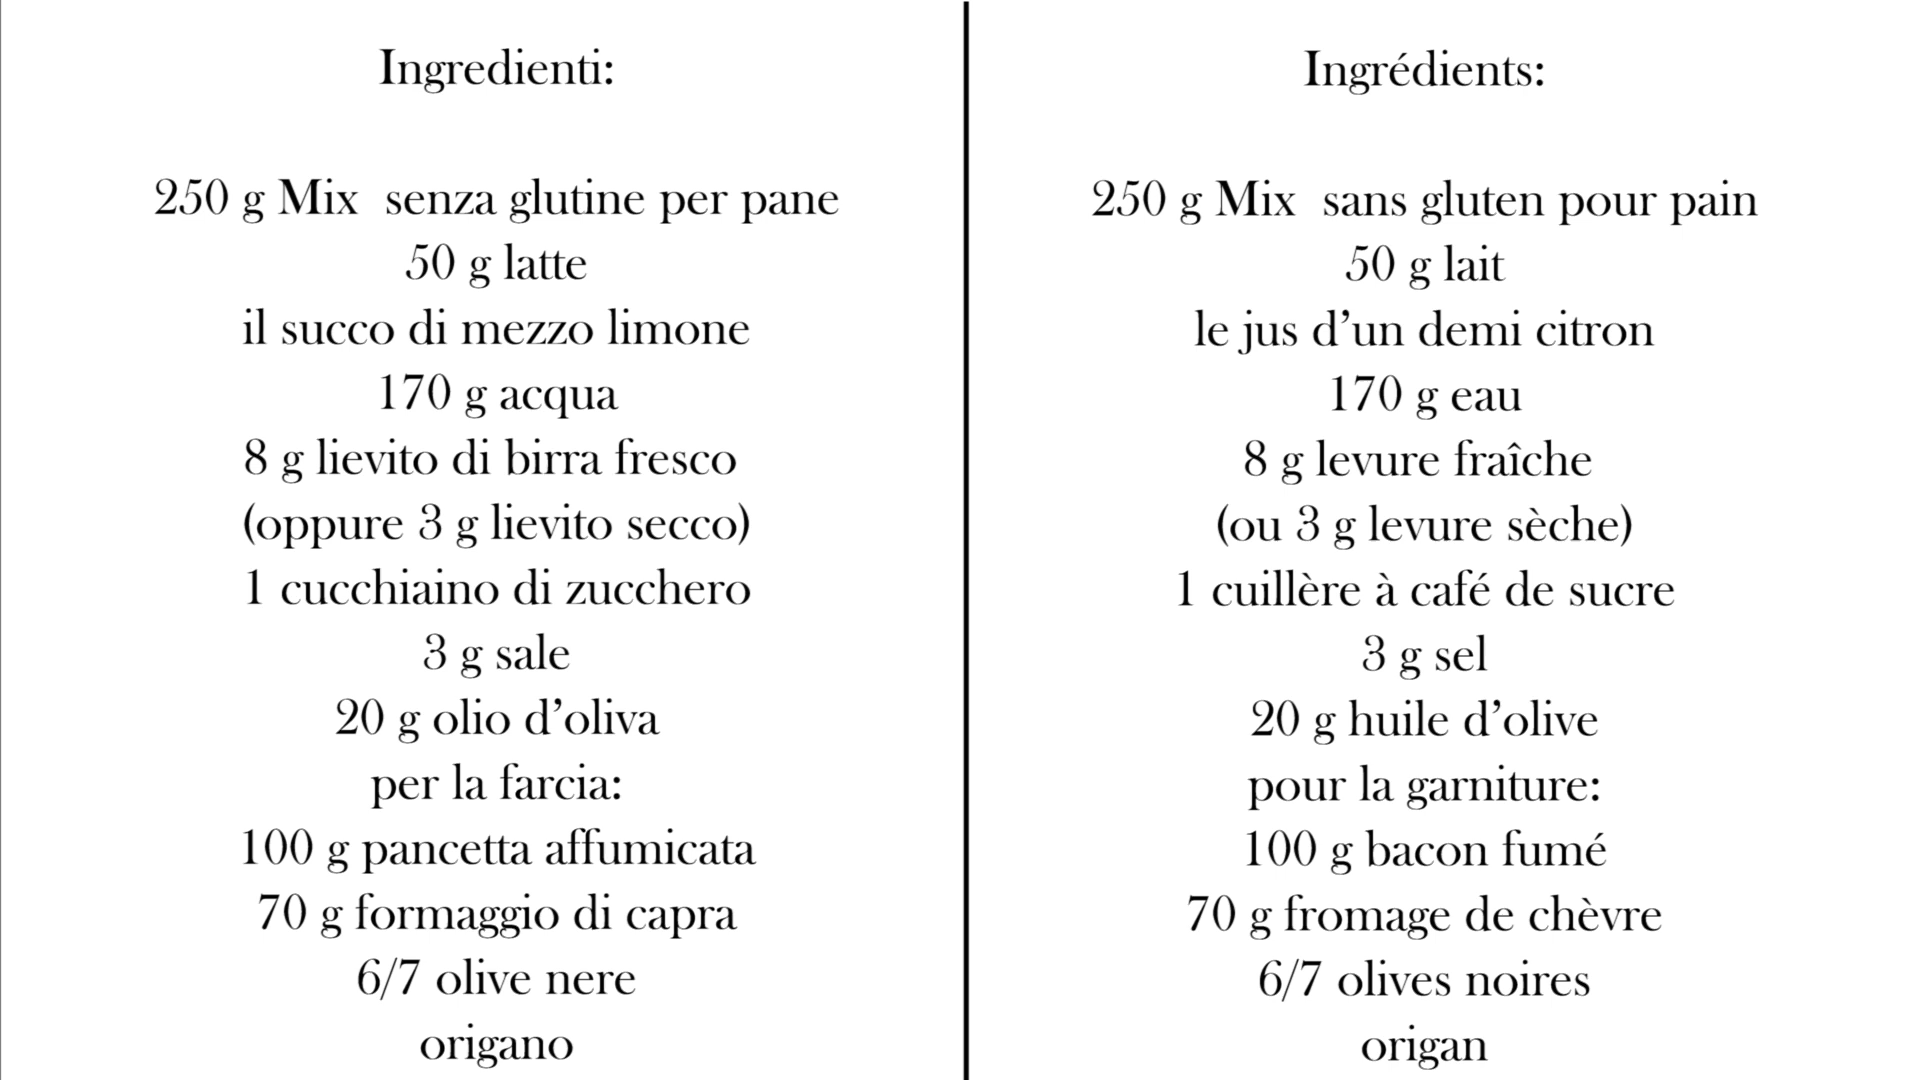 Ingredienti:
250 g Mix senza glutine per pane
50 g latte
il succo di mezzo limone
170 g acqua
8 g lievito di birra fresco
(oppure 3 g lievito secco)
1 cucchiaino di zucchero
3 g sale
20 g olio d'oliva
per la farcia:
100 g pancetta affumicata
70 g formaggio di capra
6/7 olive nere
origano
Ingrédients:
250 g Mix sans gluten pour pain
50 g lait
le jus d'un demi citron
170 g eau
8 g levure fraîche
(ou 3 g levure sèche)
1 cuillère à café de sucre
3 g sel
20 g huile d'olive
pour la garniture:
100 g bacon fumé
70 g fromage de chèvre
6/7 olives noires
origan